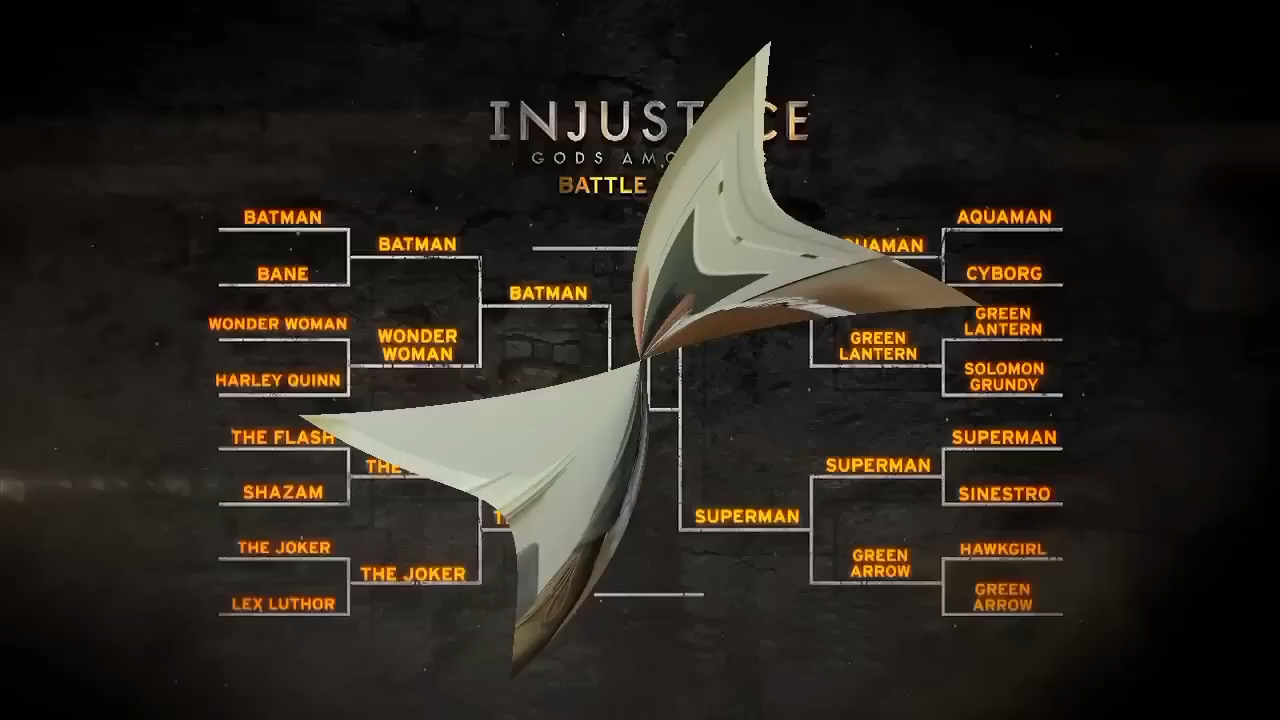 INJUST CE
GODS AMO S
BATTLE
BATMAN
BANE
WONDER WOMAN
HARLEY QUINN
THE FLASH
SHAZAM
THE JOKER
LEX LUTHOR
BATMAN
WONDER
WOMAN
THE
THE JOKER
BATMAN
SUPERMAN
UAMAN
GREEN
LANTERN
SUPERMAN
GREEN
ARROW
AQUAMAN
CYBORG
GREEN
LANTERN
SOLOMON
GRUNDY
SUPERMAN
SINESTRO
HAWKGIRL
GREEN
ARROW